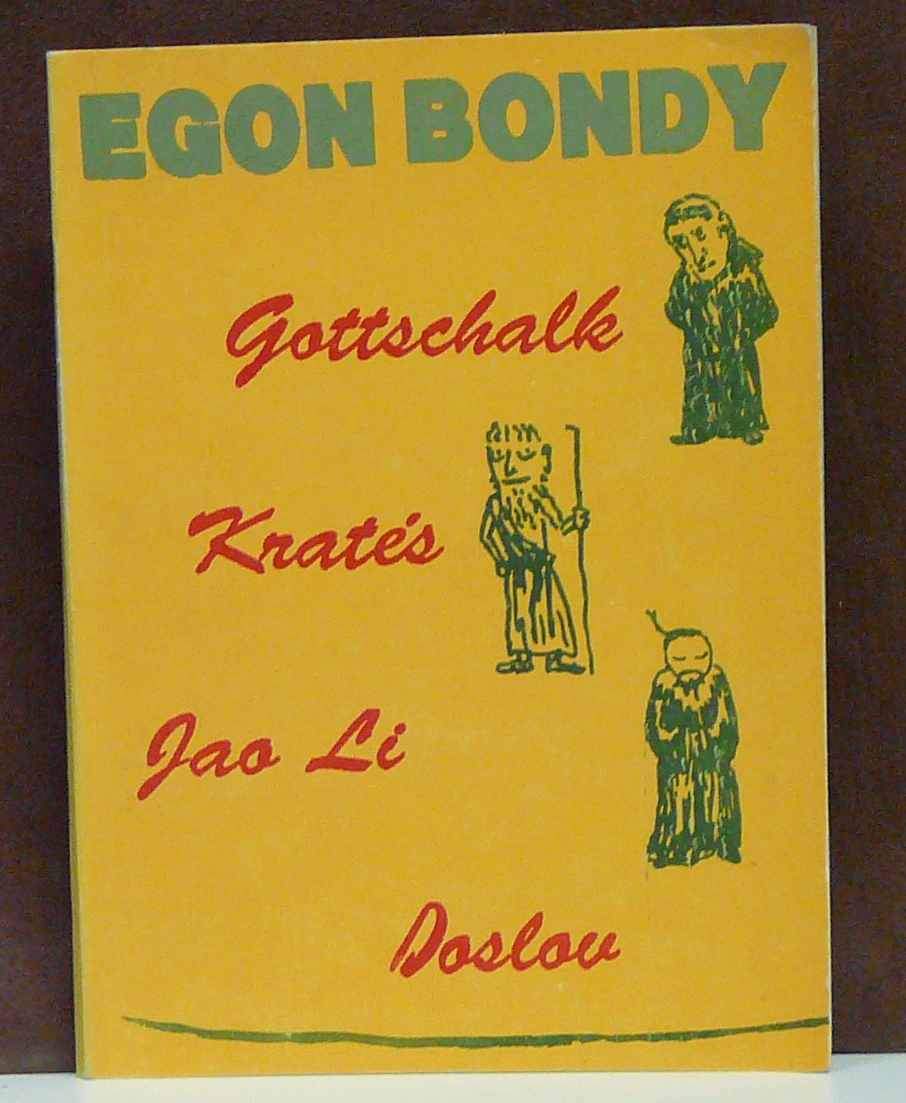 EGON BONDY
Gottschalk
Kratés
Jao Li
Doslov